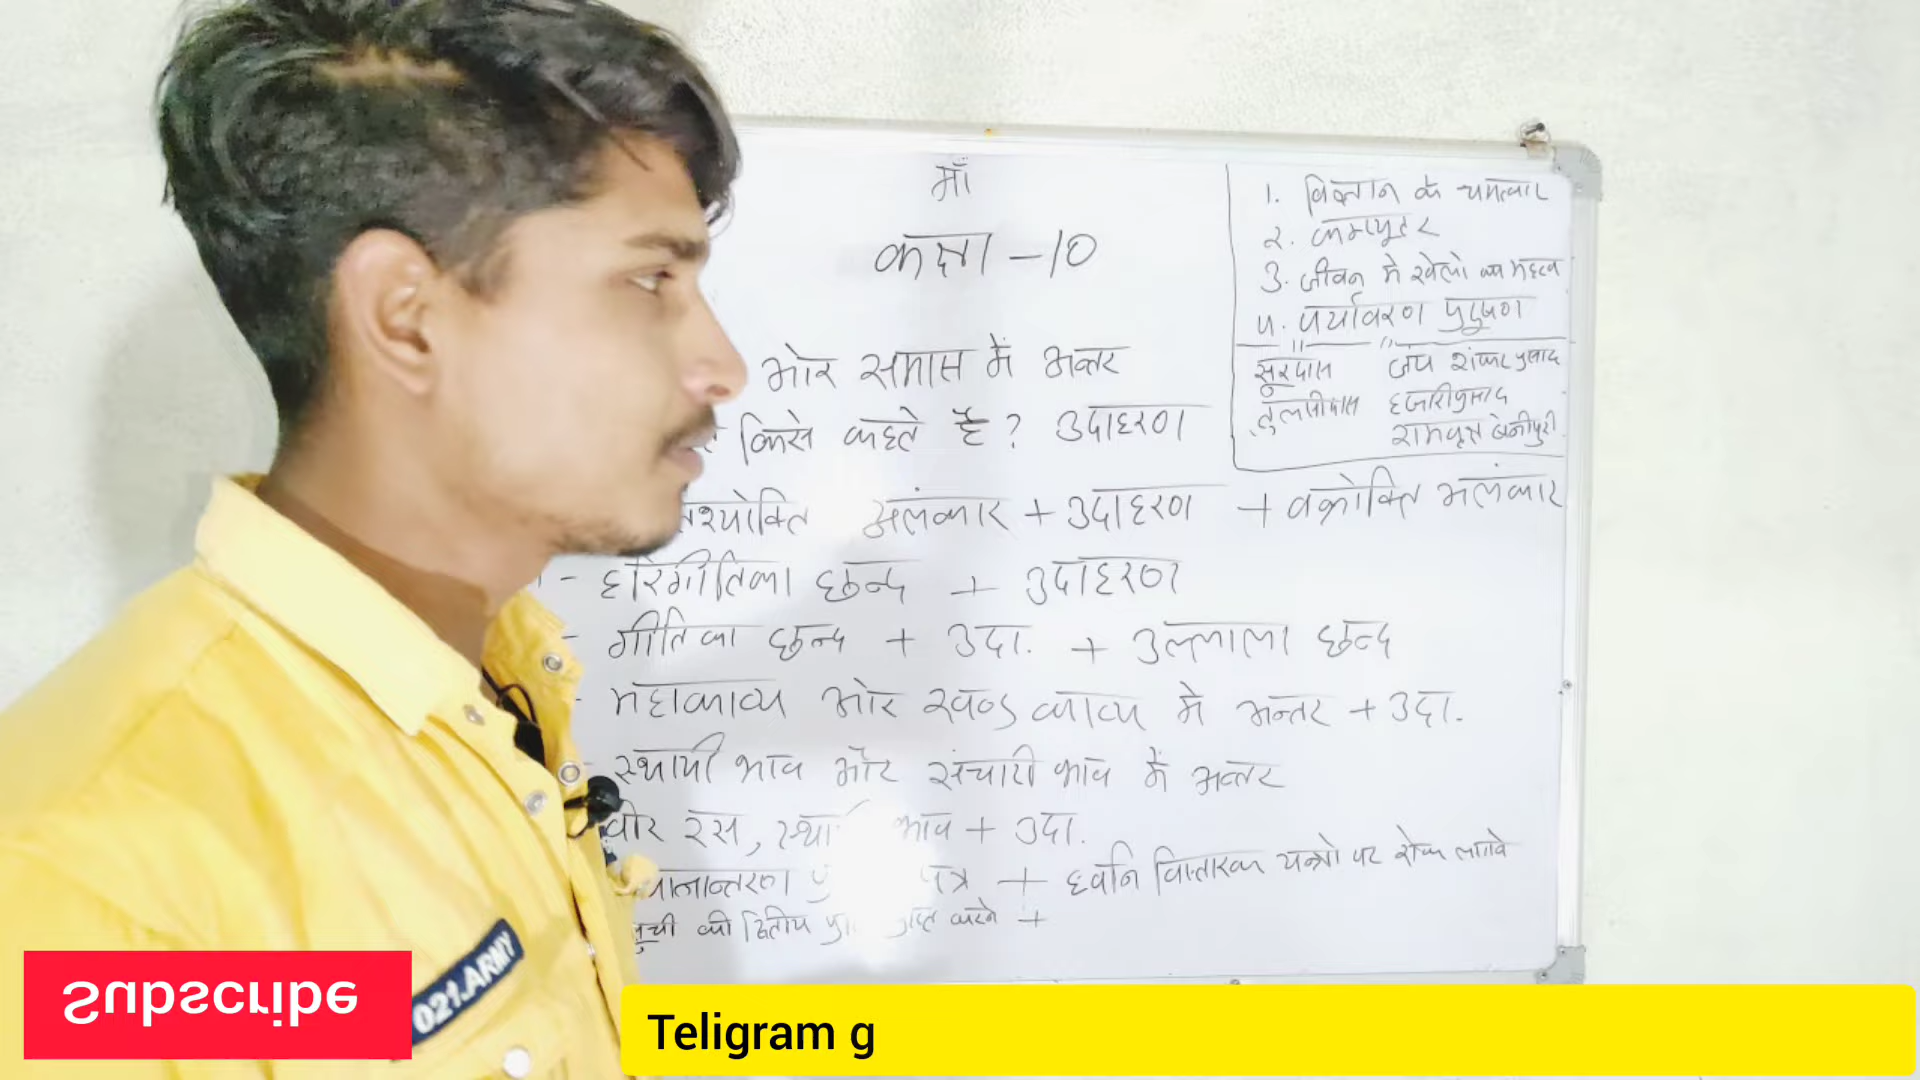 माँ
कक्षा - 10
और समास में अन्तर
किसे कहते है ? उदाहरण
अलंकार + उदाहरण + वक्रोक्ति अलंकार
- हरिगीतिका छन्द + उदाहरण
- गीतिका छन्द + उदा. + उल्लाला छन्द
- महाकाव्य और खण्ड काव्य में अन्तर + उदा.
- स्थायी भाव और संचारी भाव में अन्तर
वीर रस, भाव + उदा.
पत्र + ध्वनि विस्तारक यन्त्रो पर रोक लगाने
की द्वितीय करने +
1. विज्ञान के चमत्कार
2. कम्प्यूटर
3. जीवन में खेलो का महत्व
4. पर्यावरण प्रदूषण
सूरदास जय शंकर प्रसाद
तुलसीदास हजारीप्रसाद
रामवृक्ष बेनीपुरी
021.ARMY
Subscribe
Teligram g